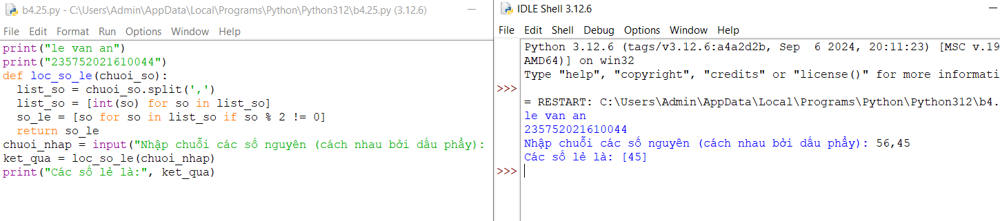 b4.25.py - C:\Users\Admin\AppData\Local\Programs\Python\Python312\b4.25.py (3.12.6)
File Edit Format Run Options Window Help
print("le van an")
print("235752021610044")
def loc_so_le(chuoi_so):
  list_so = chuoi_so.split(',')
  list_so = [int(so) for so in list_so]
  so_le = [so for so in list_so if so % 2 != 0]
  return so_le
chuoi_nhap = input("Nhập chuỗi các số nguyên (cách nhau bởi dấu phẩy):
ket_qua = loc_so_le(chuoi_nhap)
print("Các số lẻ là:", ket_qua)
IDLE Shell 3.12.6
File Edit Shell Debug Options Window Help
Python 3.12.6 (tags/v3.12.6:a4a2d2b, Sep  6 2024, 20:11:23) [MSC v.19
AMD64)] on win32
Type "help", "copyright", "credits" or "license()" for more informati
>>>
= RESTART: C:\Users\Admin\AppData\Local\Programs\Python\Python312\b4.
le van an
235752021610044
Nhập chuỗi các số nguyên (cách nhau bởi dấu phẩy): 56,45
Các số lẻ là: [45]
>>>